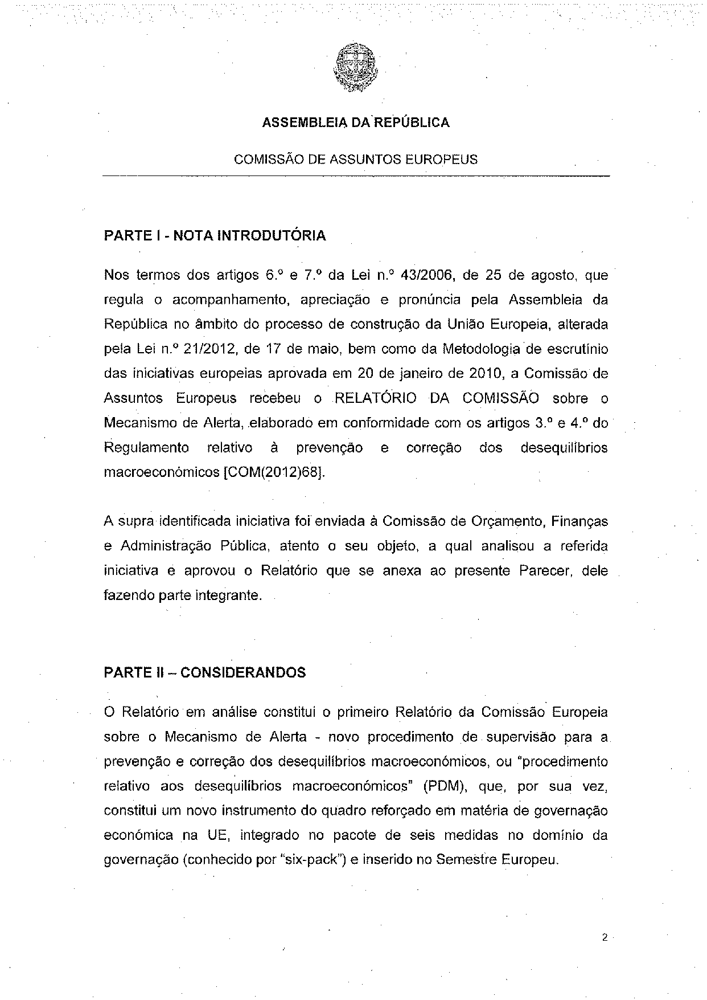 ASSEMBLEIA DA REPÚBLICA
COMISSÃO DE ASSUNTOS EUROPEUS
PARTE I - NOTA INTRODUTÓRIA
Nos termos dos artigos 6.º e 7.º da Lei n.º 43/2006, de 25 de agosto, que
regula o acompanhamento, apreciação e pronúncia pela Assembleia da
República no âmbito do processo de construção da União Europeia, alterada
pela Lei n.º 21/2012, de 17 de maio, bem como da Metodologia de escrutínio
das iniciativas europeias aprovada em 20 de janeiro de 2010, a Comissão de
Assuntos Europeus recebeu o RELATÓRIO DA COMISSÃO sobre o
Mecanismo de Alerta, elaborado em conformidade com os artigos 3.º e 4.º do
Regulamento relativo à prevenção e correção dos desequilíbrios
macroeconómicos [COM(2012)68].
A supra identificada iniciativa foi enviada à Comissão de Orçamento, Finanças
e Administração Pública, atento o seu objeto, a qual analisou a referida
iniciativa e aprovou o Relatório que se anexa ao presente Parecer, dele
fazendo parte integrante.
PARTE II – CONSIDERANDOS
O Relatório em análise constitui o primeiro Relatório da Comissão Europeia
sobre o Mecanismo de Alerta - novo procedimento de supervisão para a
prevenção e correção dos desequilíbrios macroeconómicos, ou "procedimento
relativo aos desequilíbrios macroeconómicos" (PDM), que, por sua vez,
constitui um novo instrumento do quadro reforçado em matéria de governação
económica na UE, integrado no pacote de seis medidas no domínio da
governação (conhecido por "six-pack") e inserido no Semestre Europeu.
2